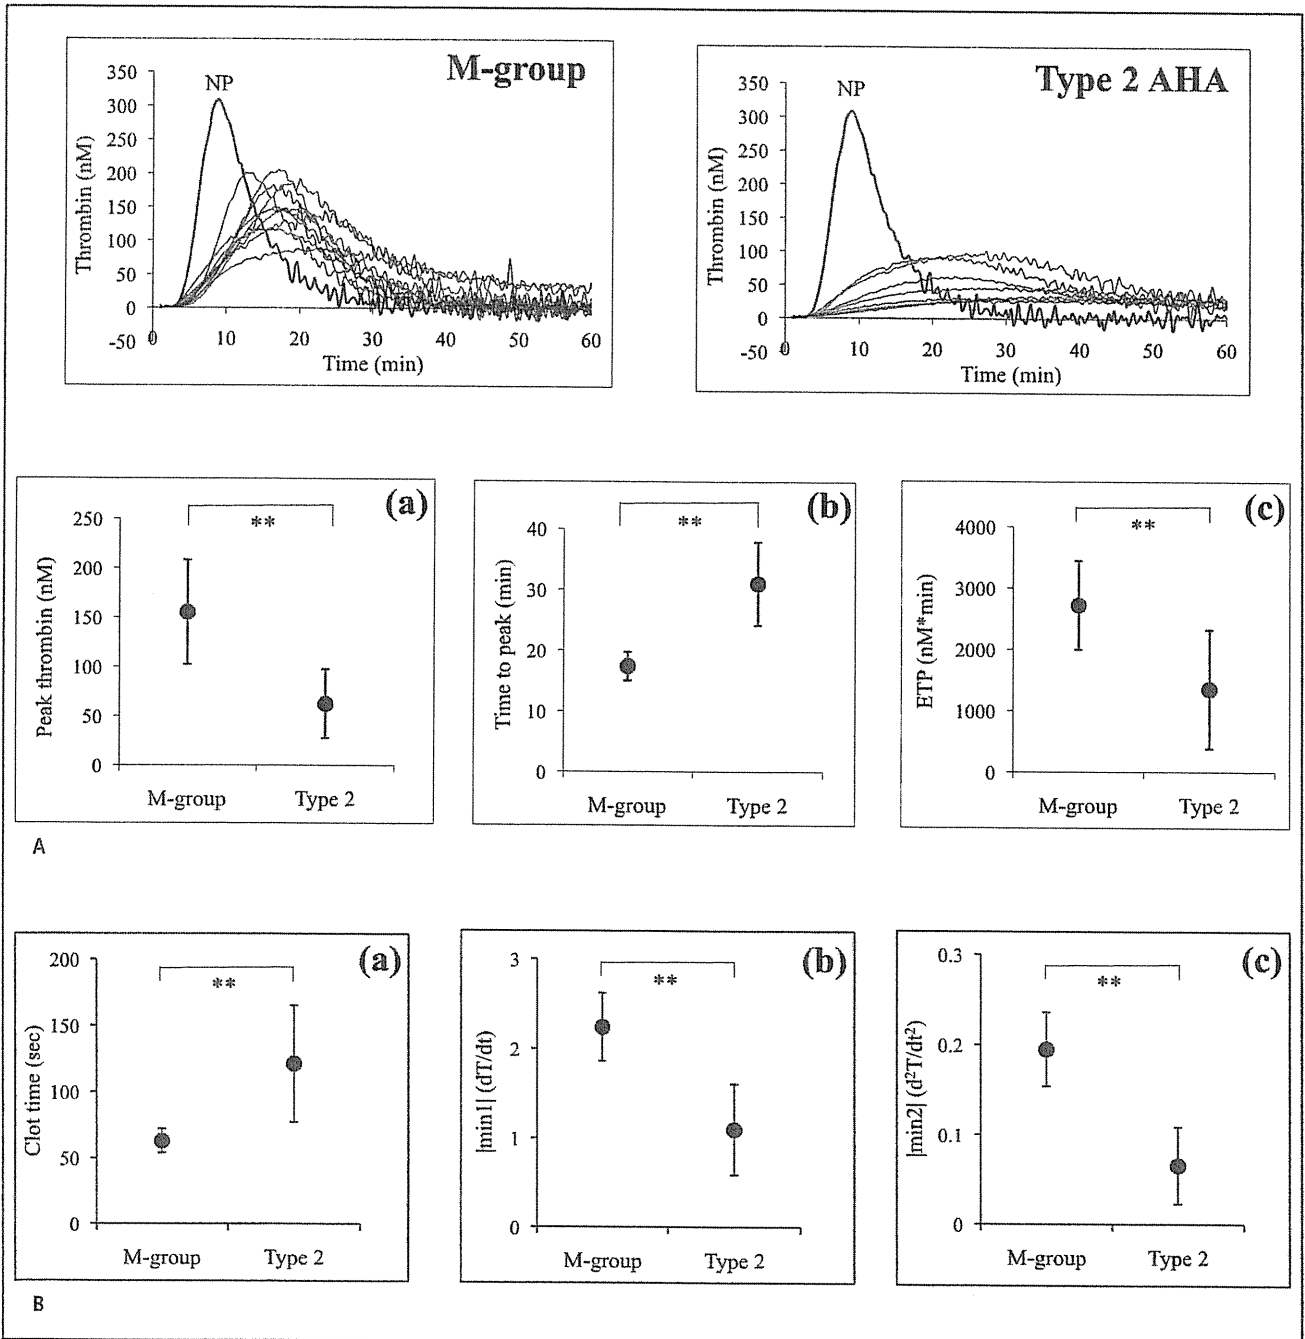 M-group
350
300
250
200
150
100
50
0
-50
NP
Thrombin (nM)
0 10 20 30 40 50 60
Time (min)
Type 2 AHA
350
300
250
200
150
100
50
0
-50
NP
Thrombin (nM)
0 10 20 30 40 50 60
Time (min)
(a)
**
250
200
150
100
50
0
Peak thrombin (nM)
M-group Type 2
(b)
**
40
30
20
10
0
Time to peak (min)
M-group Type 2
(c)
**
4000
3000
2000
1000
0
ETP (nM*min)
M-group Type 2
A
(a)
**
200
150
100
50
0
Clot time (sec)
M-group Type 2
(b)
**
3
2
1
0
|min1| (dT/dt)
M-group Type 2
(c)
**
0.3
0.2
0.1
0
|min2| (d²T/dt²)
M-group Type 2
B